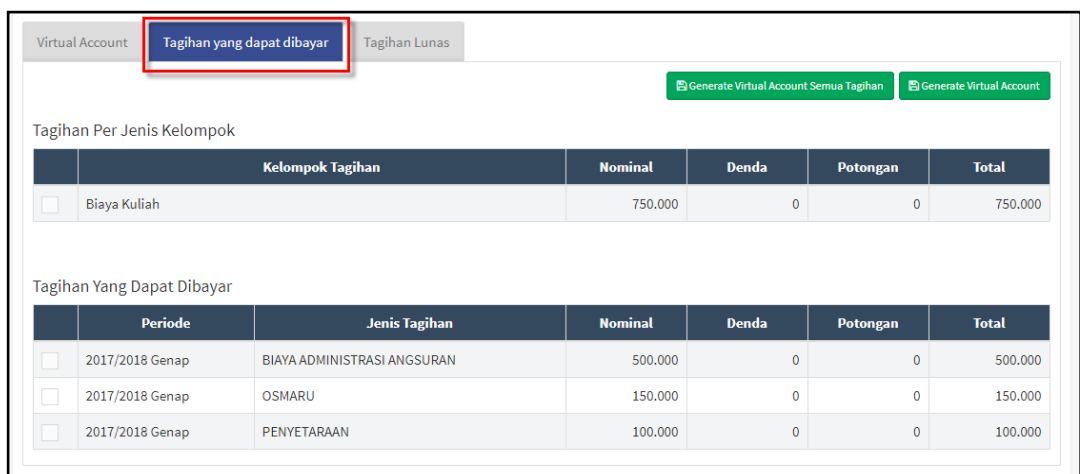 Virtual Account Tagihan yang dapat dibayar Tagihan Lunas
Generate Virtual Account Semua Tagihan Generate Virtual Account
Tagihan Per Jenis Kelompok
Kelompok Tagihan Nominal Denda Potongan Total
Biaya Kuliah 750.000 0 0 750.000
Tagihan Yang Dapat Dibayar
Periode Jenis Tagihan Nominal Denda Potongan Total
2017/2018 Genap BIAYA ADMINISTRASI ANGSURAN 500.000 0 0 500.000
2017/2018 Genap OSMARU 150.000 0 0 150.000
2017/2018 Genap PENYETARAAN 100.000 0 0 100.000